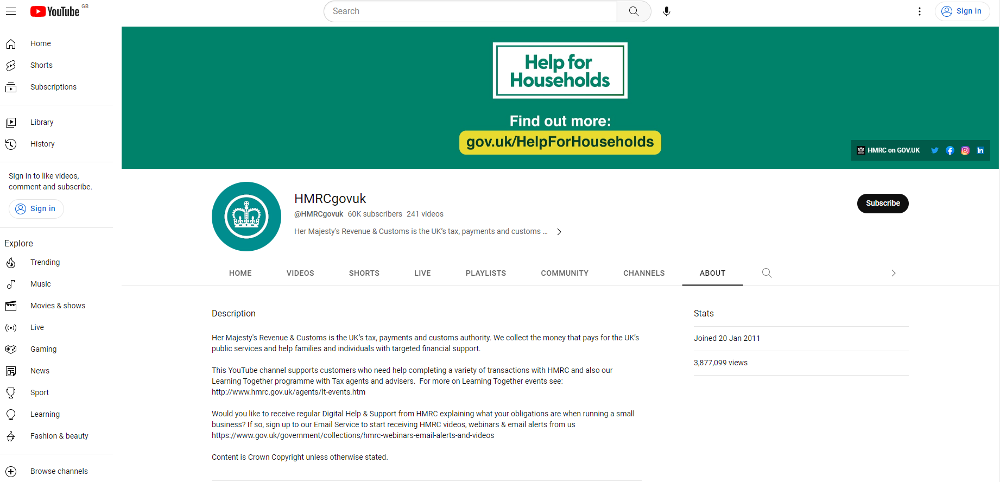 YouTube GB
Search
Sign in
Home
Shorts
Subscriptions
Library
History
Sign in to like videos,
comment and subscribe.
Sign in
Explore
Trending
Music
Movies & shows
Live
Gaming
News
Sport
Learning
Fashion & beauty
Browse channels
Help for
Households
Find out more:
gov.uk/HelpForHouseholds
HMRC on GOV.UK
HMRCgovuk
@HMRCgovuk 60K subscribers 241 videos
Her Majesty's Revenue & Customs is the UK’s tax, payments and customs ...
Subscribe
HOME VIDEOS SHORTS LIVE PLAYLISTS COMMUNITY CHANNELS ABOUT
Description
Her Majesty's Revenue & Customs is the UK’s tax, payments and customs authority. We collect the money that pays for the UK’s
public services and help families and individuals with targeted financial support.
This YouTube channel supports customers who need help completing a variety of transactions with HMRC and also our
Learning Together programme with Tax agents and advisers.  For more on Learning Together events see:
http://www.hmrc.gov.uk/agents/lt-events.htm
Would you like to receive regular Digital Help & Support from HMRC explaining what your obligations are when running a small
business? If so, sign up to our Email Service to start receiving HMRC videos, webinars & email alerts from us
https://www.gov.uk/government/collections/hmrc-webinars-email-alerts-and-videos
Content is Crown Copyright unless otherwise stated.
Stats
Joined 20 Jan 2011
3,877,099 views